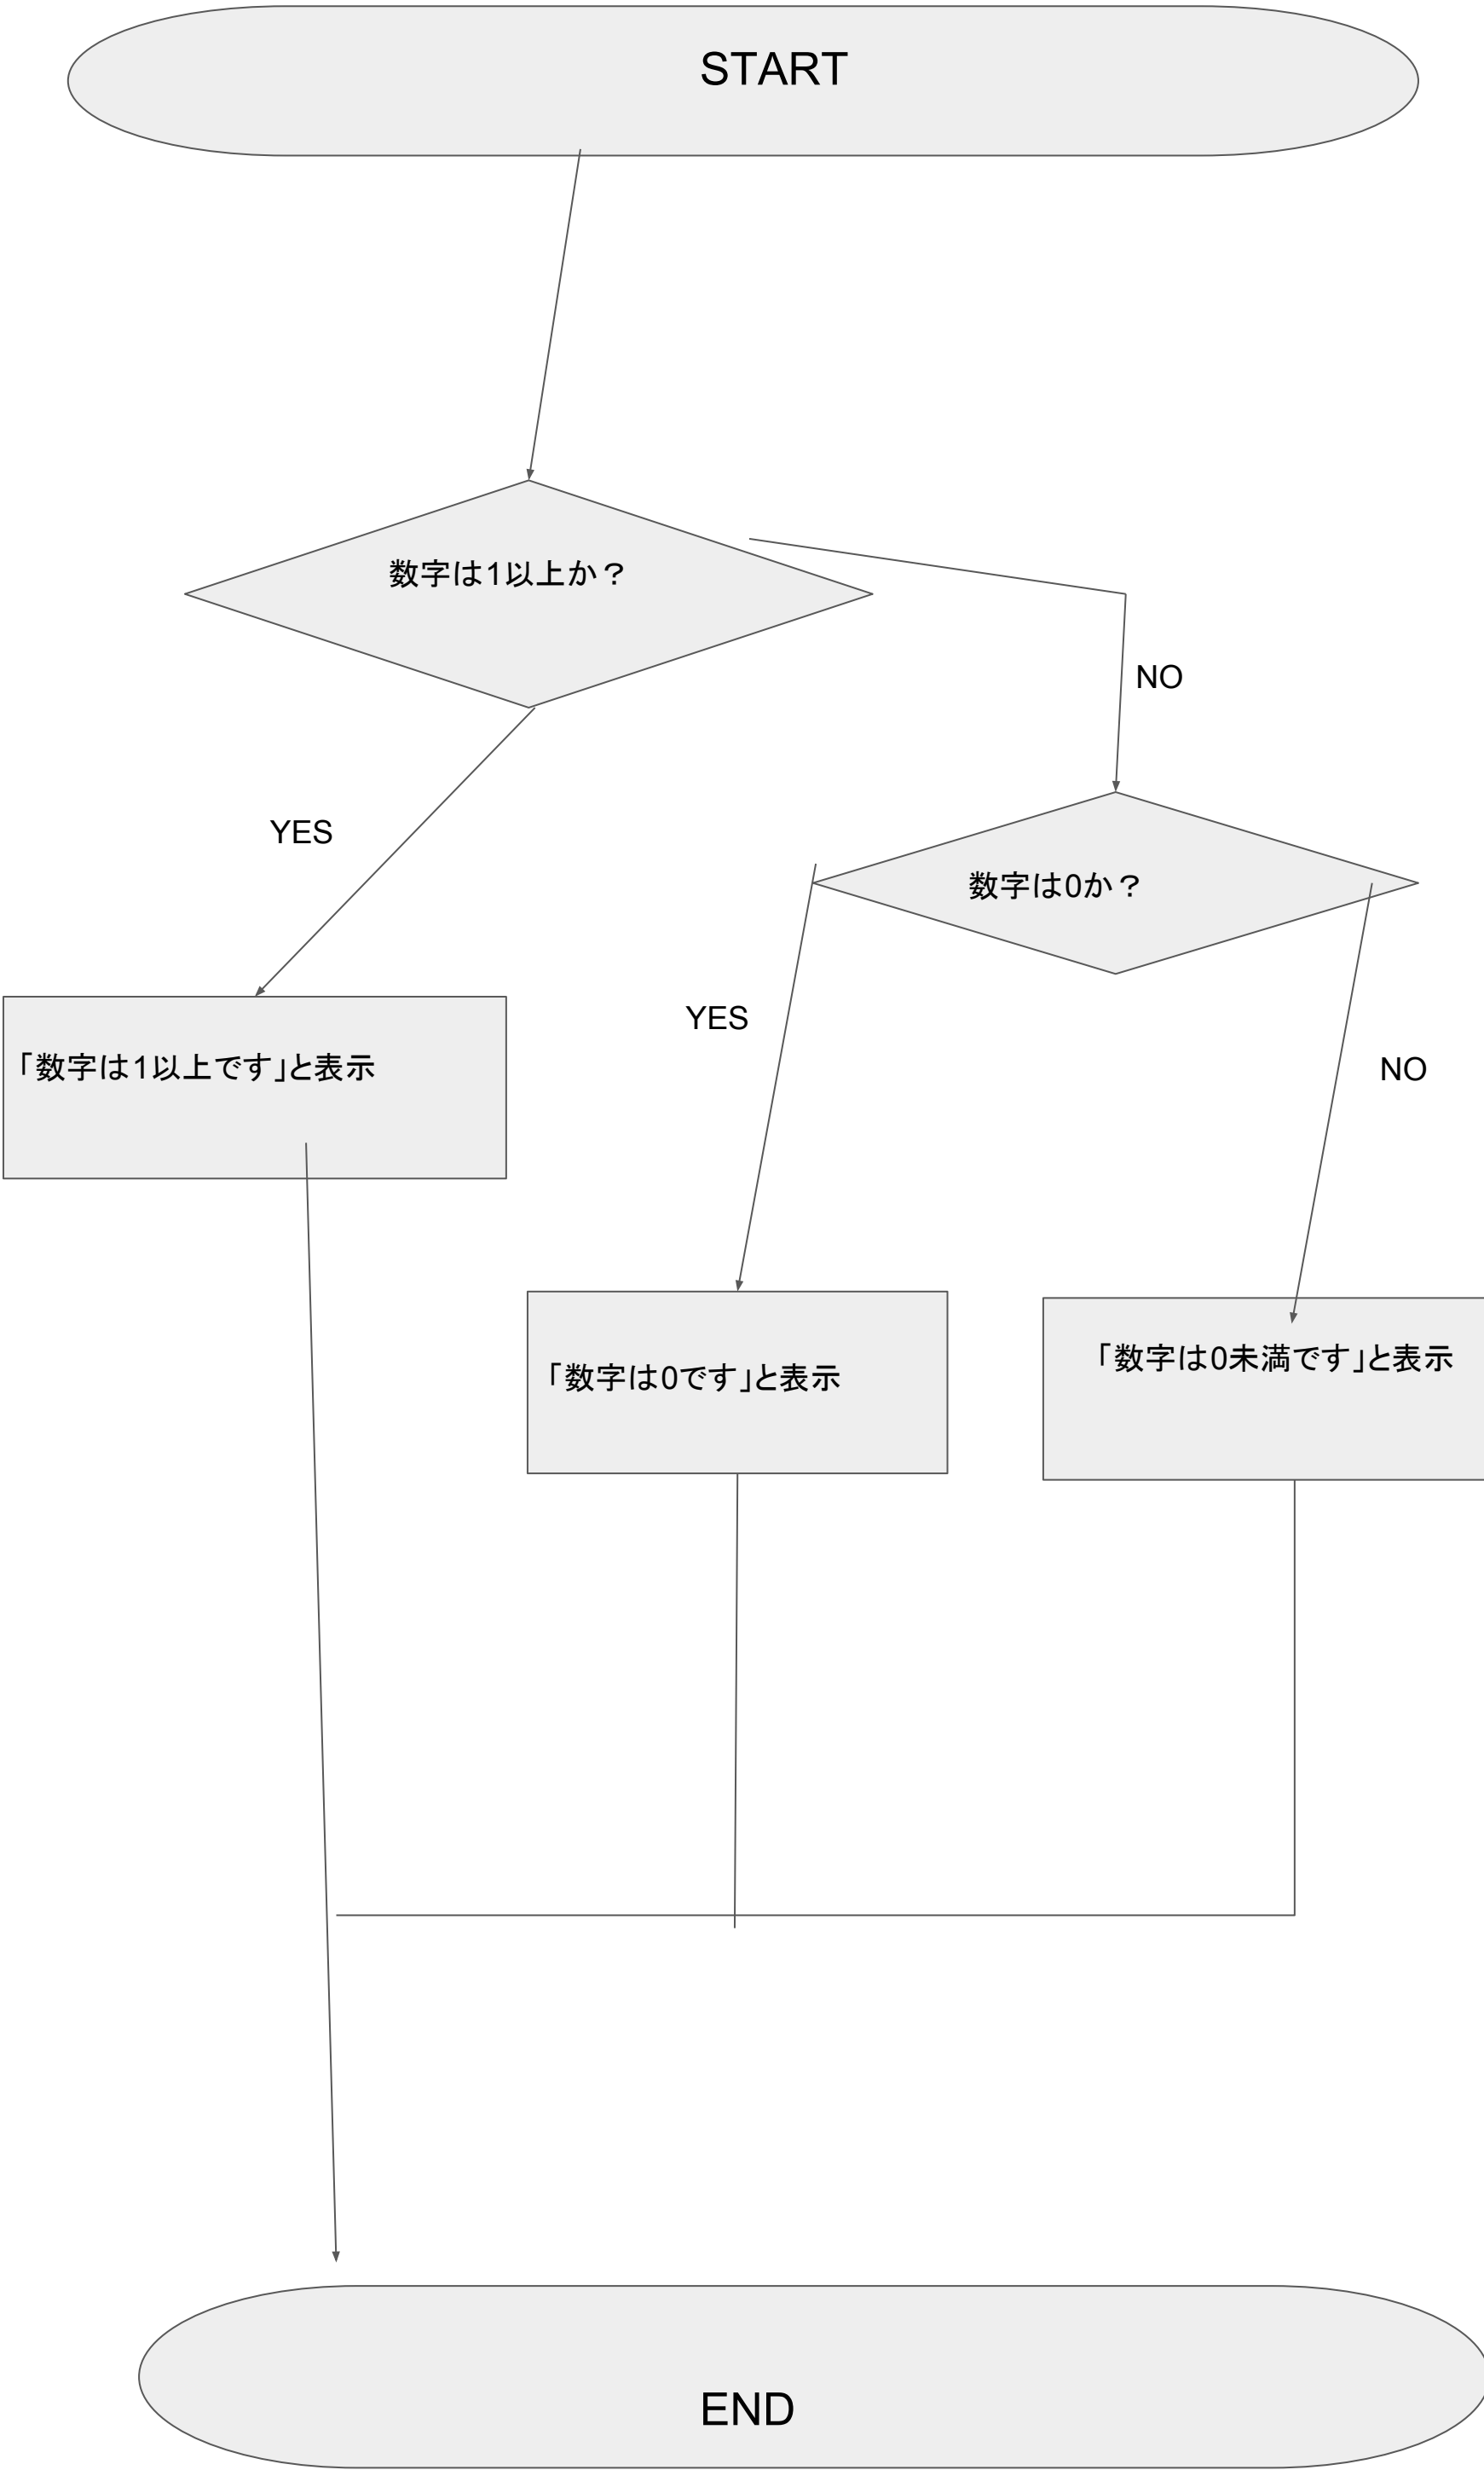 START
数字は1以上か？
NO
YES
数字は0か？
YES
NO
「数字は1以上です」と表示
「数字は0です」と表示
「数字は0未満です」と表示
END